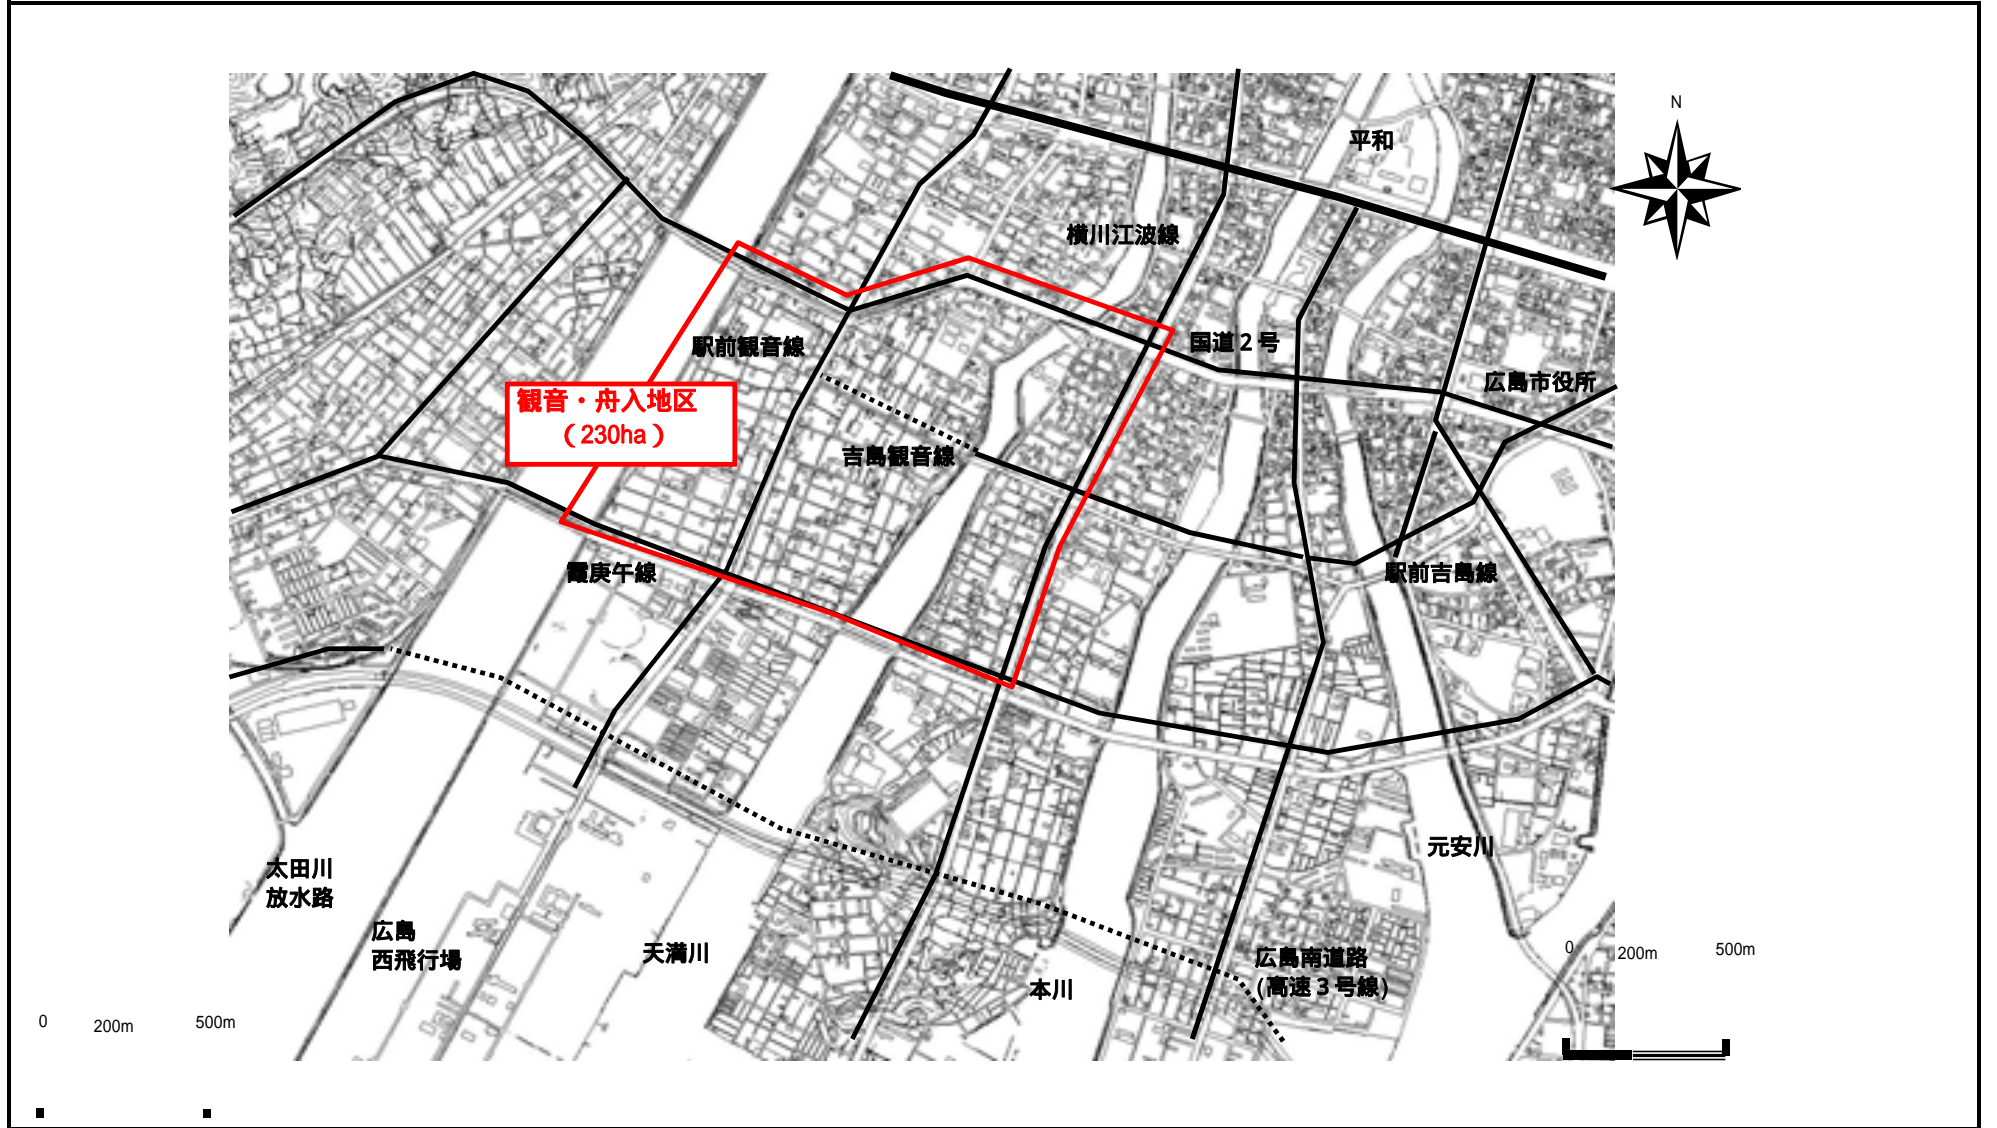 N
平和
横川江波線
国道2号
駅前観音線
広島市役所
観音・舟入地区
(230ha)
吉島観音線
霞庚午線
駅前吉島線
元安川
太田川
放水路
広島
西飛行場
天満川
本川
広島南道路
(高速3号線)
0 200m 500m
0 200m 500m